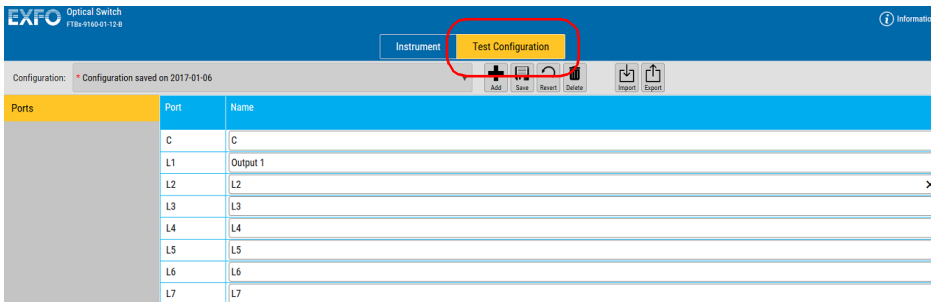 EXFO Optical Switch
FTBx-9160-01-12-B
Informatio
Instrument Test Configuration
Configuration: * Configuration saved on 2017-01-06
Add Save Revert Delete Import Export
Ports Port Name
C C
L1 Output 1
L2 L2
L3 L3
L4 L4
L5 L5
L6 L6
L7 L7